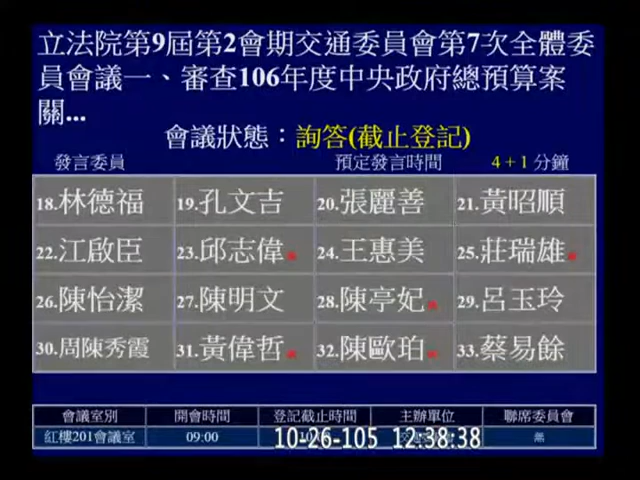 立法院第9屆第2會期交通委員會第7次全體委
員會議一、審查106年度中央政府總預算案
關...
會議狀態：詢答(截止登記)
發言委員 預定發言時間 4+1分鐘
18.林德福 19.孔文吉 20.張麗善 21.黃昭順
22.江啟臣 23.邱志偉 24.王惠美 25.莊瑞雄
26.陳怡潔 27.陳明文 28.陳亭妃 29.呂玉玲
30.周陳秀霞 31.黃偉哲 32.陳歐珀 33.蔡易餘
會議室別 開會時間 登記截止時間 主辦單位 聯席委員會
紅樓201會議室 09:00 無
10-26-105 12:38:38